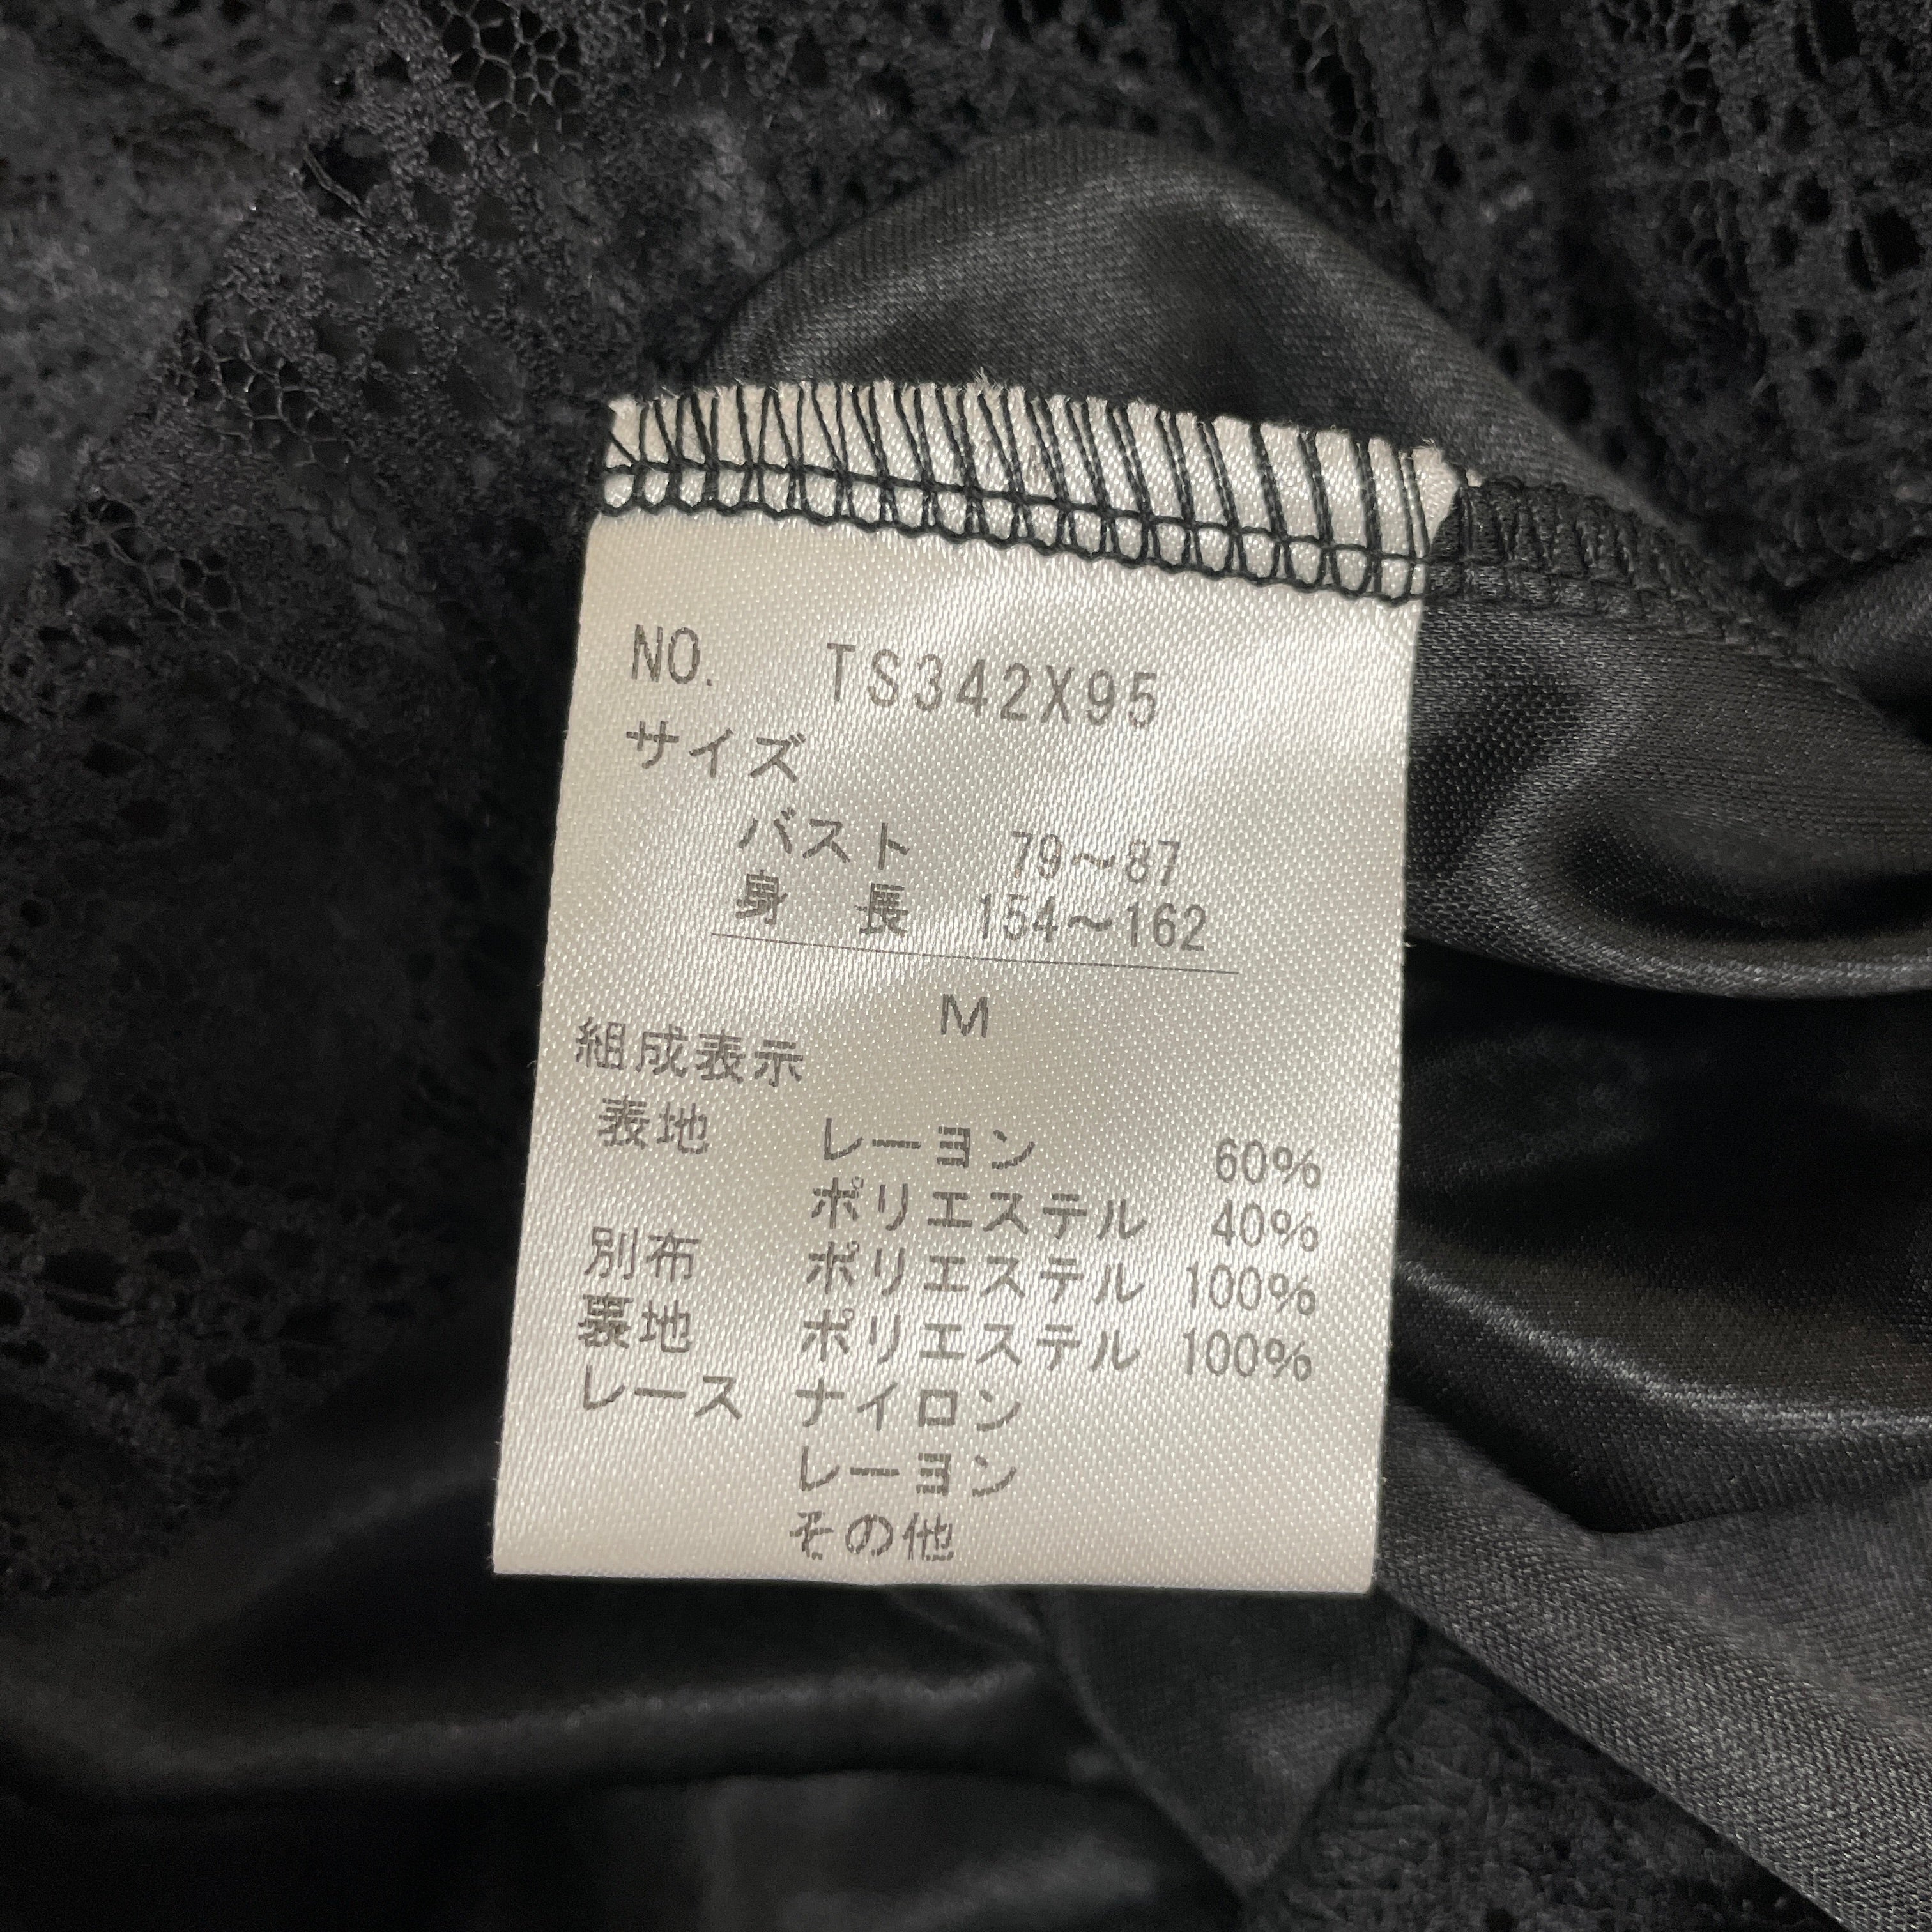 NO. TS342X95
サイズ
バスト 79～87
身長 154～162
M
組成表示
表地 レーヨン 60%
ポリエステル 40%
別布 ポリエステル 100%
裏地 ポリエステル 100%
レース ナイロン
レーヨン
その他